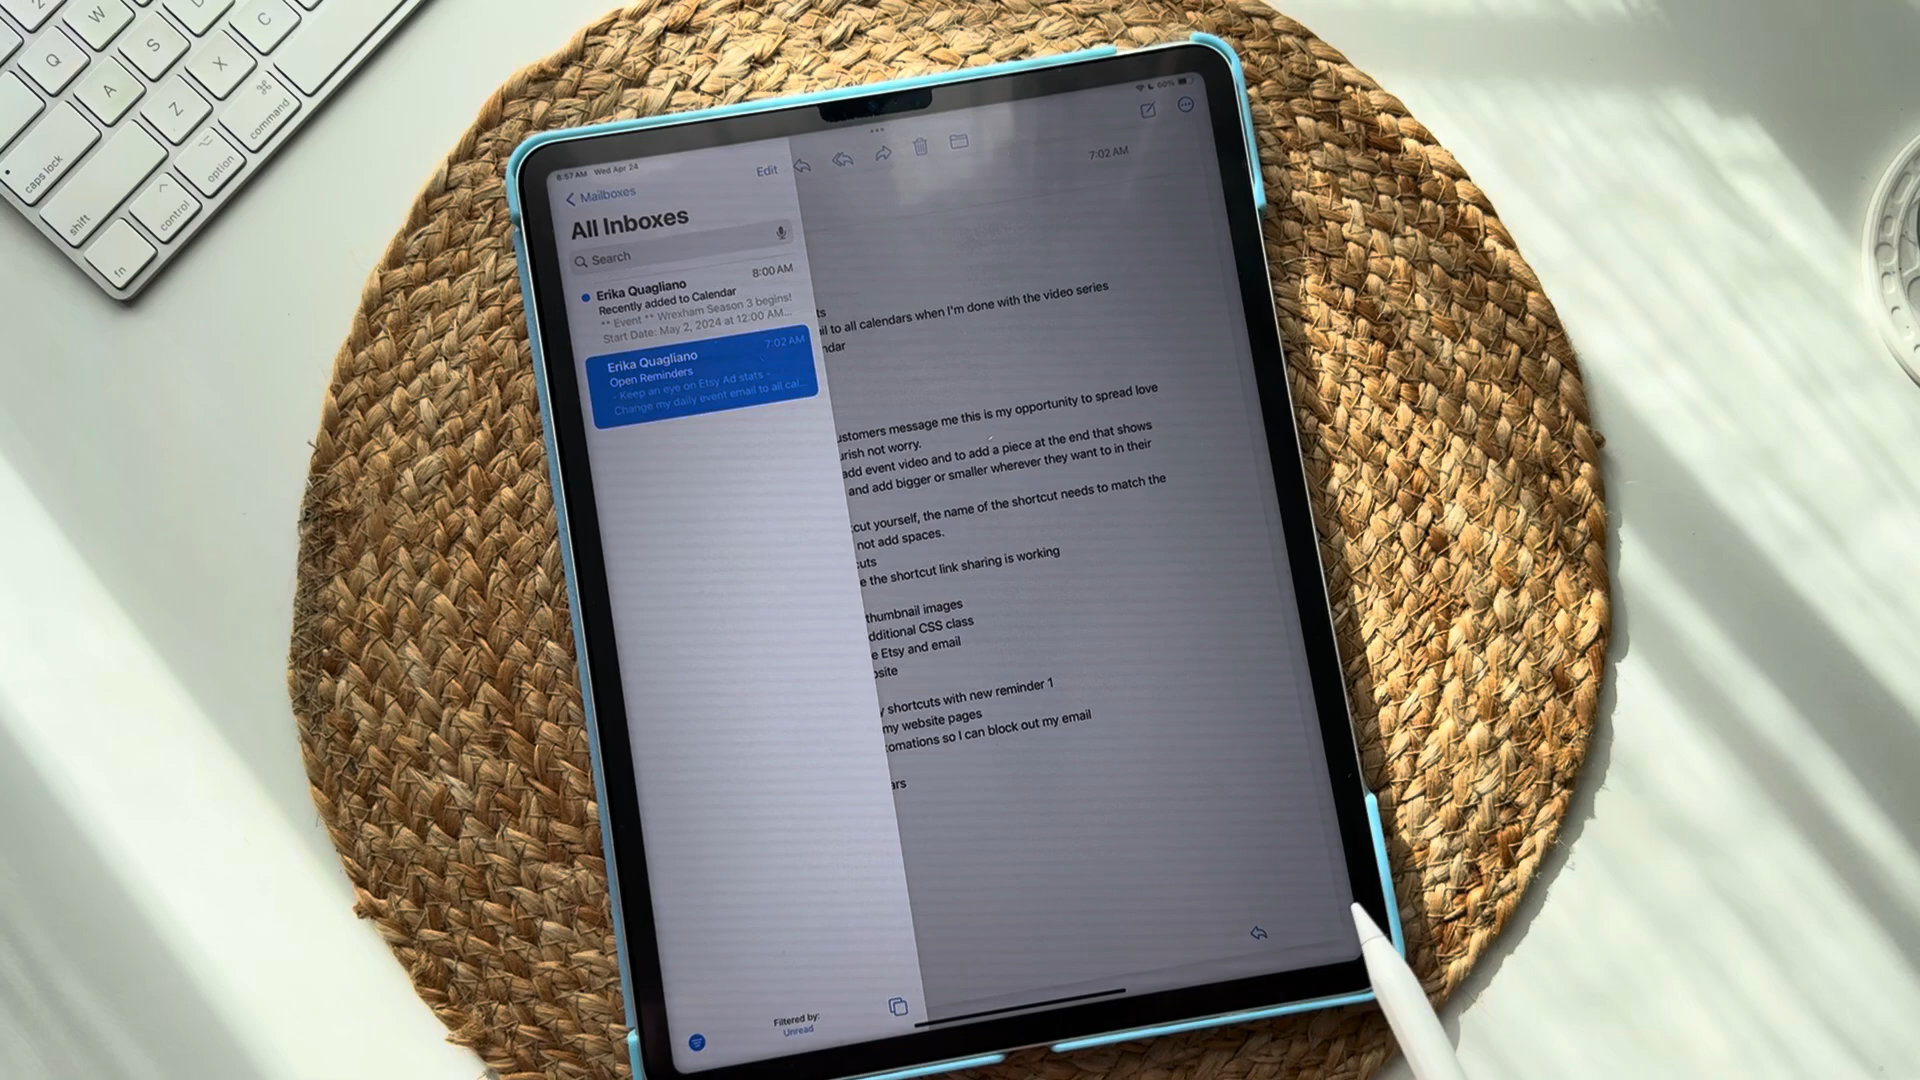 Q
W
A
S
Z
X
C
caps lock
shift
fn
control
option
command
8:57 AM Wed Apr 24
60%
Mailboxes
Edit
All Inboxes
Search
Erika Quagliano
8:00 AM
Recently added to Calendar
** Event ** Wrexham Season 3 begins!
Start Date: May 2, 2024 at 12:00 AM...
Erika Quagliano
7:02 AM
Open Reminders
- Keep an eye on Etsy Ad stats -
Change my daily event email to all cal...
Filtered by:
Unread
7:02 AM
ts
il to all calendars when I'm done with the video series
ndar
ustomers message me this is my opportunity to spread love
urish not worry.
add event video and to add a piece at the end that shows
and add bigger or smaller wherever they want to in their
cut yourself, the name of the shortcut needs to match the
not add spaces.
cuts
e the shortcut link sharing is working
thumbnail images
dditional CSS class
e Etsy and email
osite
y shortcuts with new reminder 1
my website pages
tomations so I can block out my email
ars